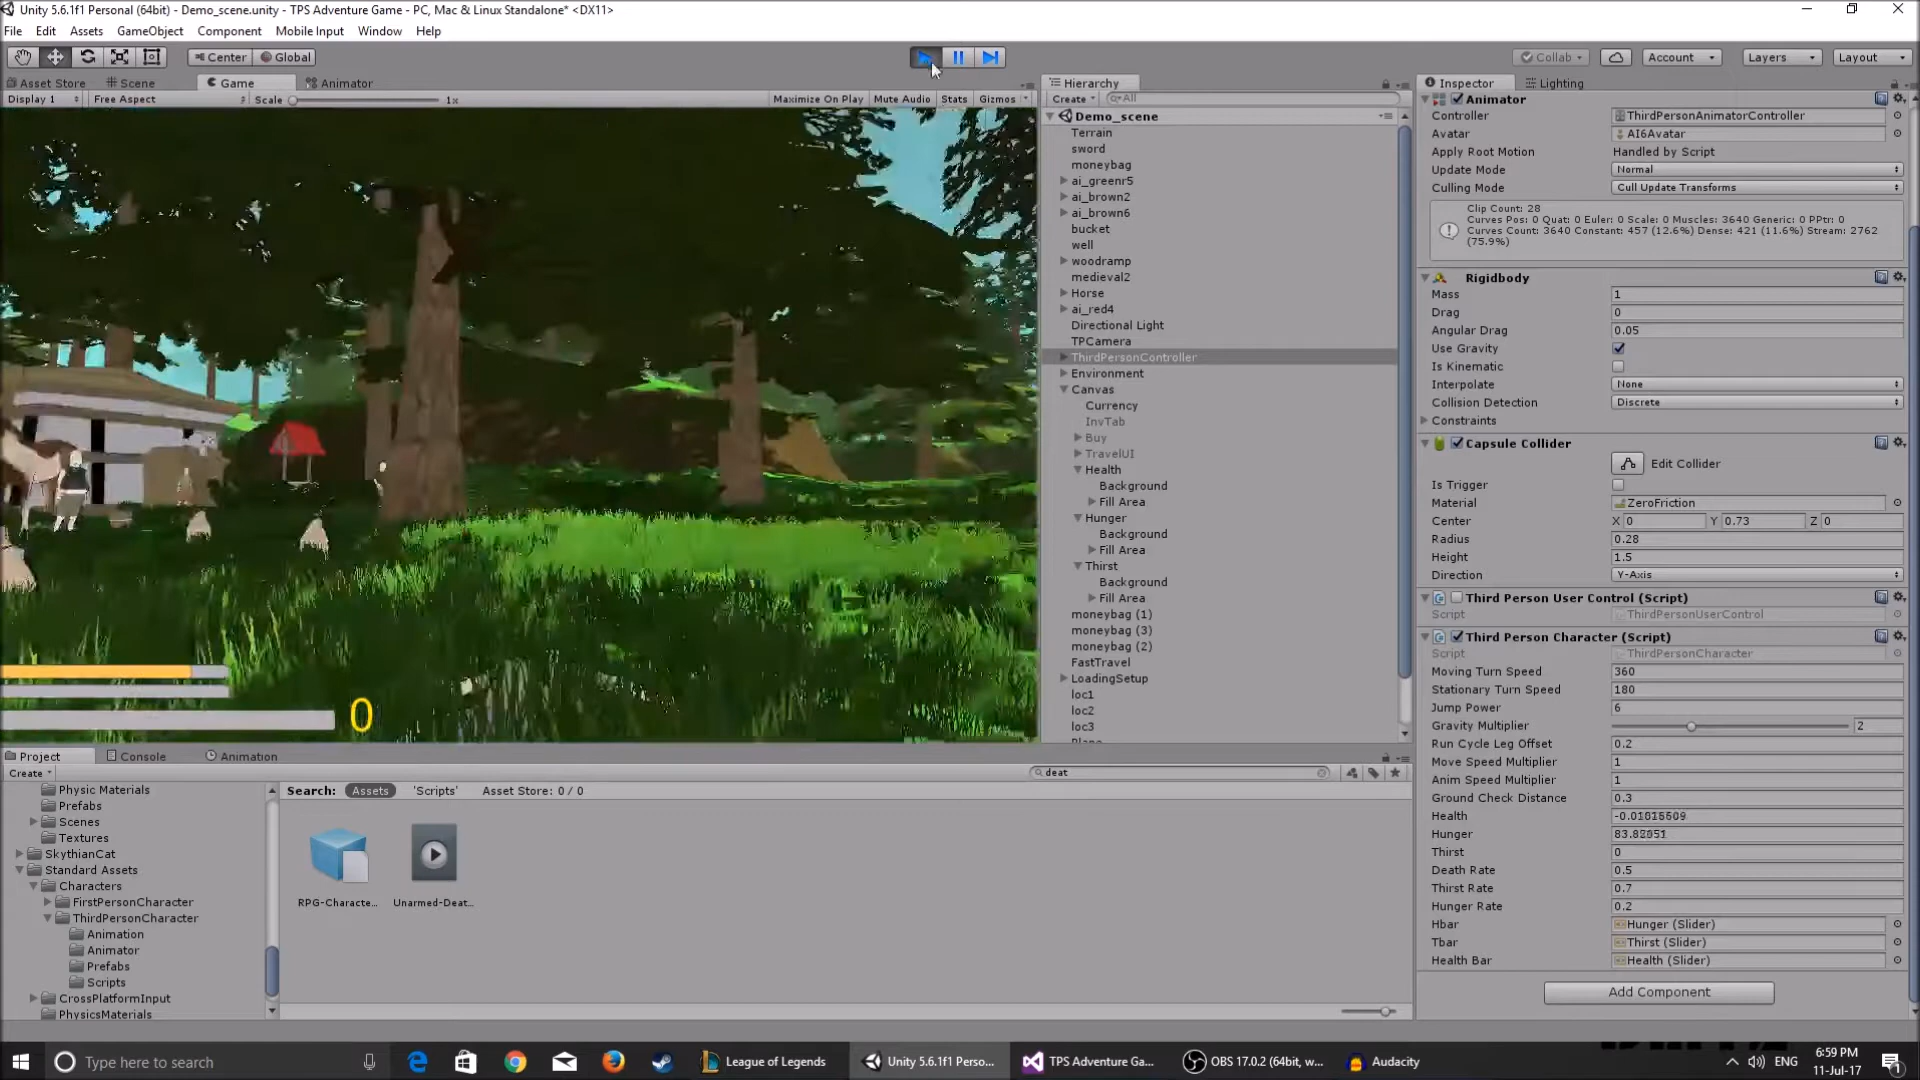 Unity 5.6.1f1 Personal (64bit) - Demo_scene.unity - TPS Adventure Game - PC, Mac & Linux Standalone* <DX11>
File Edit Assets GameObject Component Mobile Input Window Help
Center Global Collab Account Layers Layout
Asset Store Scene Game Animator
Display 1 Free Aspect Scale 1x Maximize On Play Mute Audio Stats Gizmos
0
Hierarchy
Create All
Demo_scene
Terrain
sword
moneybag
ai_greenr5
ai_brown2
ai_brown6
bucket
well
woodramp
medieval2
Horse
ai_red4
Directional Light
TPCamera
ThirdPersonController
Environment
Canvas
Currency
InvTab
Buy
TravelUI
Health
Background
Fill Area
Hunger
Background
Fill Area
Thirst
Background
Fill Area
moneybag (1)
moneybag (3)
moneybag (2)
FastTravel
LoadingSetup
loc1
loc2
loc3
Inspector Lighting
Animator
Controller ThirdPersonAnimatorController
Avatar AI6Avatar
Apply Root Motion Handled by Script
Update Mode Normal
Culling Mode Cull Update Transforms
Clip Count: 28
Curves Pos: 0 Quat: 0 Euler: 0 Scale: 0 Muscles: 3640 Generic: 0 PPtr: 0
Curves Count: 3640 Constant: 457 (12.6%) Dense: 421 (11.6%) Stream: 2762
(75.9%)
Rigidbody
Mass 1
Drag 0
Angular Drag 0.05
Use Gravity
Is Kinematic
Interpolate None
Collision Detection Discrete
Constraints
Capsule Collider
Edit Collider
Is Trigger
Material ZeroFriction
Center X 0 Y 0.73 Z 0
Radius 0.28
Height 1.5
Direction Y-Axis
Third Person User Control (Script)
Script ThirdPersonUserControl
Third Person Character (Script)
Script ThirdPersonCharacter
Moving Turn Speed 360
Stationary Turn Speed 180
Jump Power 6
Gravity Multiplier 2
Run Cycle Leg Offset 0.2
Move Speed Multiplier 1
Anim Speed Multiplier 1
Ground Check Distance 0.3
Health
Hunger
Thirst 0
Death Rate 0.5
Thirst Rate 0.7
Hunger Rate 0.2
Hbar Hunger (Slider)
Tbar Thirst (Slider)
Health Bar Health (Slider)
Add Component
Project Console Animation
Create deat
Physic Materials
Prefabs
Scenes
Textures
SkythianCat
Standard Assets
Characters
FirstPersonCharacter
ThirdPersonCharacter
Animation
Animator
Prefabs
Scripts
CrossPlatformInput
PhysicsMaterials
Search: Assets 'Scripts' Asset Store: 0 / 0
RPG-Characte... Unarmed-Deat...
Type here to search League of Legends Unity 5.6.1f1 Perso... TPS Adventure Ga... OBS 17.0.2 (64bit, w... Audacity ENG 6:59 PM
11-Jul-17
1